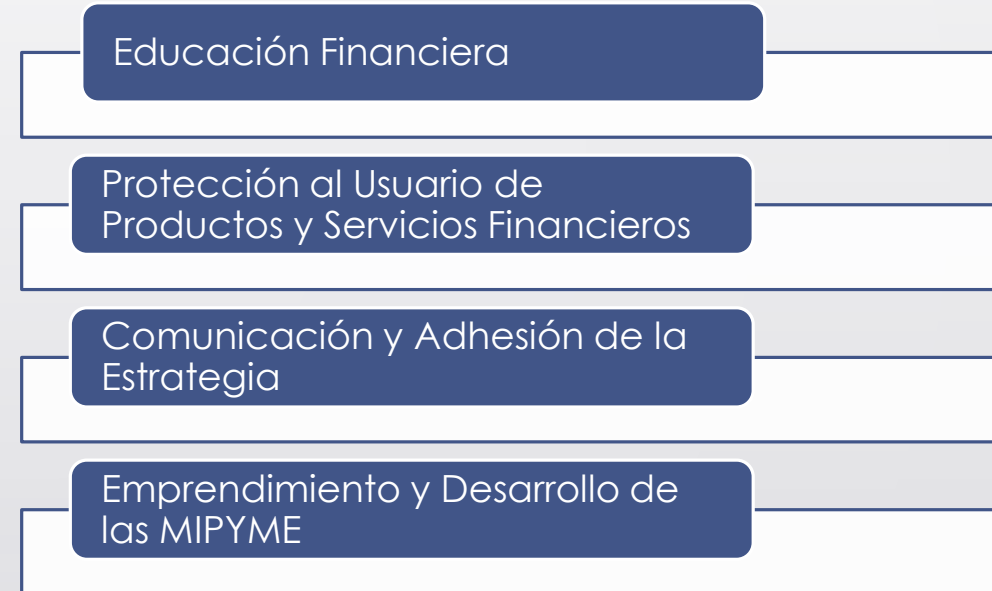 Educación Financiera
Protección al Usuario de
Productos y Servicios Financieros
Comunicación y Adhesión de la
Estrategia
Emprendimiento y Desarrollo de
las MIPYME